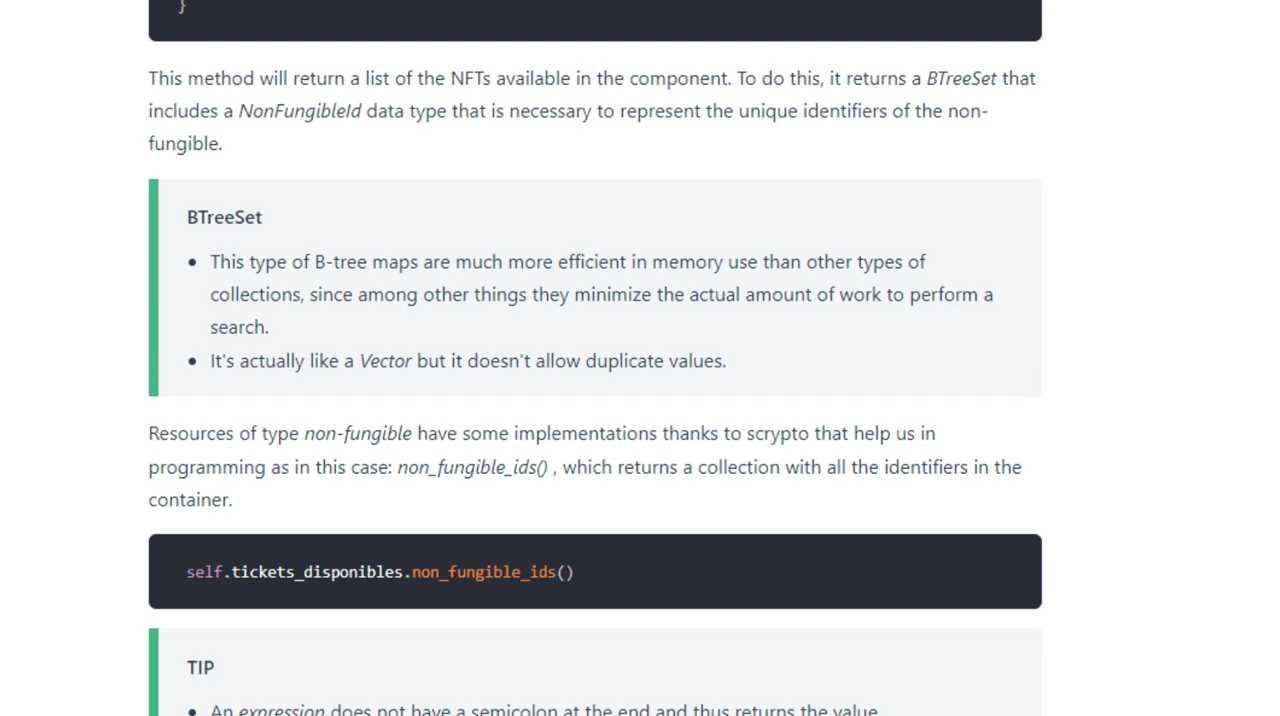 }
This method will return a list of the NFTs available in the component. To do this, it returns a BTreeSet that
includes a NonFungibleId data type that is necessary to represent the unique identifiers of the non-
fungible.
BTreeSet
• This type of B-tree maps are much more efficient in memory use than other types of
collections, since among other things they minimize the actual amount of work to perform a
search.
• It's actually like a Vector but it doesn't allow duplicate values.
Resources of type non-fungible have some implementations thanks to scrypto that help us in
programming as in this case: non_fungible_ids() , which returns a collection with all the identifiers in the
container.
self.tickets_disponibles.non_fungible_ids()
TIP
• An expression does not have a semicolon at the end and thus returns the value